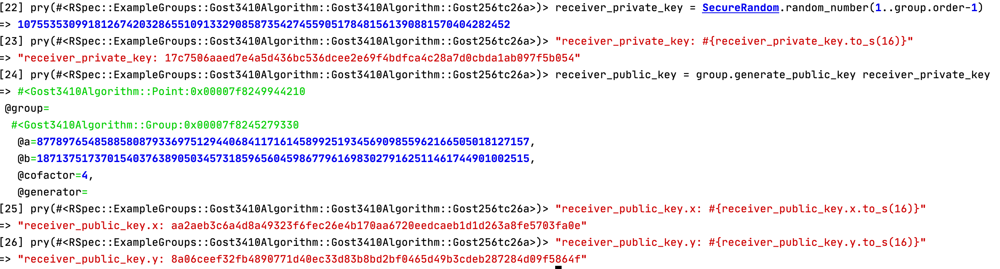 [22] pry(#<RSpec::ExampleGroups::Gost3410Algorithm::Gost3410Algorithm::Gost256tc26a>)> receiver_private_key = SecureRandom.random_number(1..group.order-1)
=> 10755353099181267420328655109133290858735427455905178481561390881570404282452
[23] pry(#<RSpec::ExampleGroups::Gost3410Algorithm::Gost3410Algorithm::Gost256tc26a>)> "receiver_private_key: #{receiver_private_key.to_s(16)}"
=> "receiver_private_key: 17c7506aaed7e4a5d436bc536dcee2e69f4bdfca4c28a7d0cbda1ab097f5b054"
[24] pry(#<RSpec::ExampleGroups::Gost3410Algorithm::Gost3410Algorithm::Gost256tc26a>)> receiver_public_key = group.generate_public_key receiver_private_key
=> #<Gost3410Algorithm::Point:0x00007f8249944210
@group=
#<Gost3410Algorithm::Group:0x00007f8245279330
@a=87789765485885808793369751294406841171614589925193456909855962166505018127157,
@b=18713751737015403763890503457318596560459867796169830279162511461744901002515,
@cofactor=4,
@generator=
[25] pry(#<RSpec::ExampleGroups::Gost3410Algorithm::Gost3410Algorithm::Gost256tc26a>)> "receiver_public_key.x: #{receiver_public_key.x.to_s(16)}"
=> "receiver_public_key.x: aa2aeb3c6a4d8a49323f6fec26e4b170aa6720eedcaeb1d1d263a8fe5703fa0e"
[26] pry(#<RSpec::ExampleGroups::Gost3410Algorithm::Gost3410Algorithm::Gost256tc26a>)> "receiver_public_key.y: #{receiver_public_key.y.to_s(16)}"
=> "receiver_public_key.y: 8a06ceef32fb4890771d40ec33d83b8bd2bf0465d49b3cdeb287284d09f5864f"